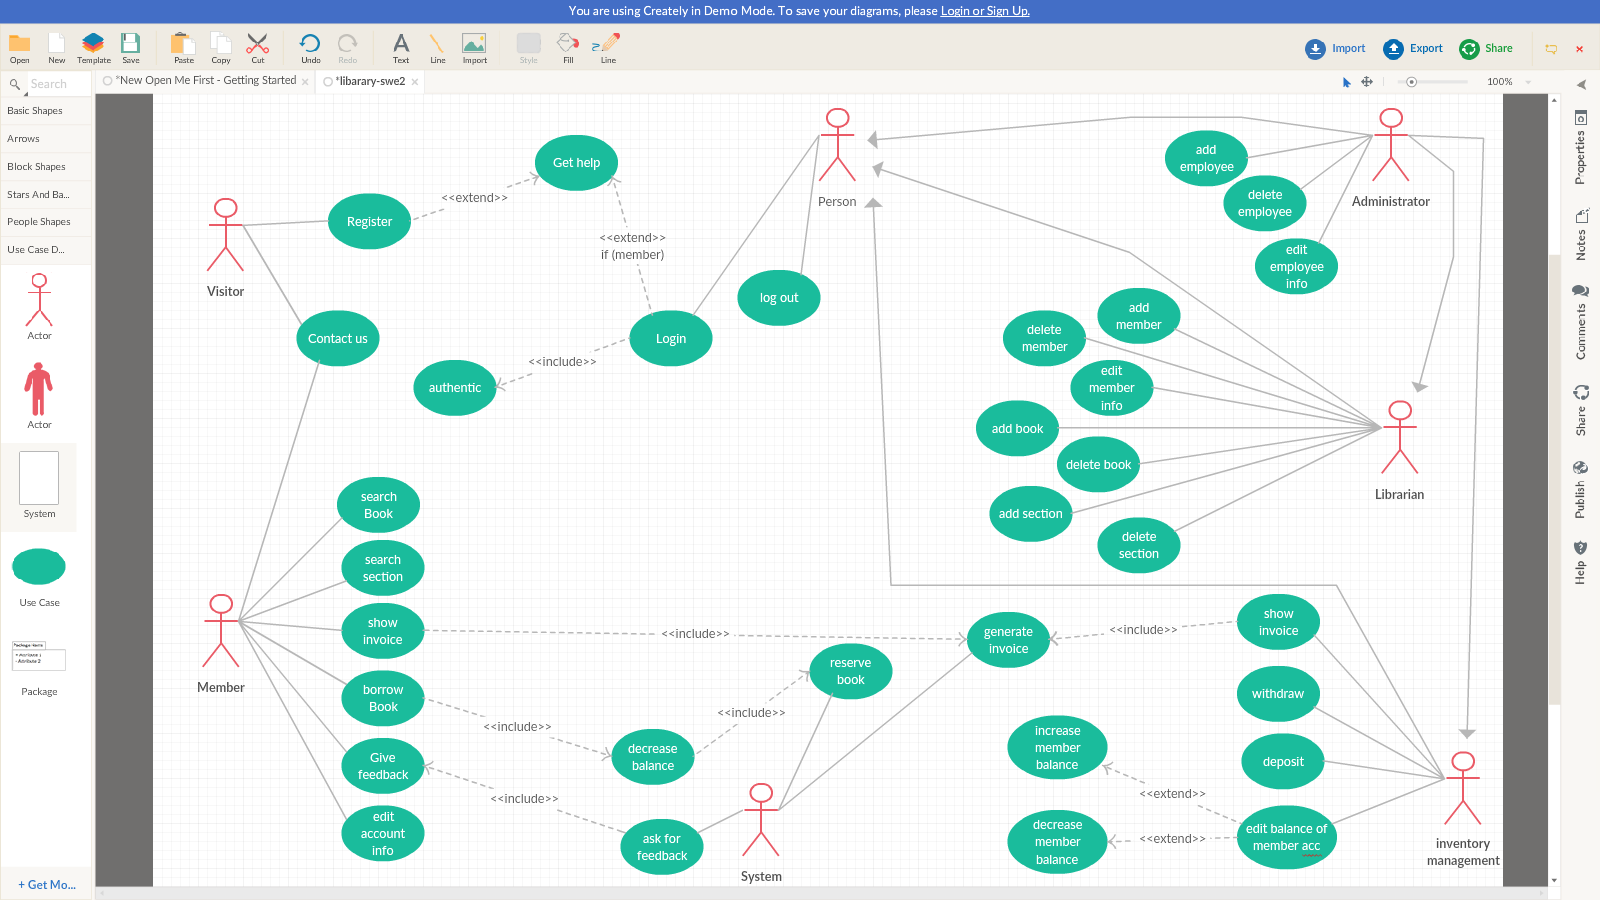 You are using Creately in Demo Mode. To save your diagrams, please Login or Sign Up.
Open
New
Template
Save
Paste
Copy
Cut
Undo
Redo
Text
Line
Import
Style
Fill
Line
Import
Export
Share
Search
*New Open Me First - Getting Started
*libarary-swe2
100%
Basic Shapes
Arrows
Block Shapes
Stars And Ba...
People Shapes
Use Case D...
Actor
Actor
System
Use Case
Package Name
Attribute 1
Attribute 2
Package
+ Get Mo...
Properties
Notes
Comments
Share
Publish
Help
Person
Administrator
add
employee
delete
employee
edit
employee
info
Get help
<<extend>>
Register
Visitor
<<extend>>
if (member)
log out
Contact us
Login
<<include>>
authentic
add
member
delete
member
edit
member
info
add book
delete book
add section
delete
section
Librarian
search
Book
search
section
show
invoice
Member
borrow
Book
Give
feedback
edit
account
info
<<include>>
generate
invoice
<<include>>
show
invoice
reserve
book
<<include>>
<<include>>
decrease
balance
<<include>>
ask for
feedback
System
withdraw
deposit
increase
member
balance
<<extend>>
decrease
member
balance
<<extend>>
edit balance of
member acc
inventory
management